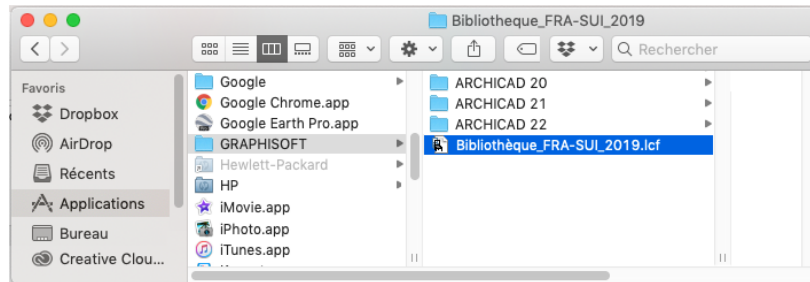 Bibliotheque_FRA-SUI_2019
Rechercher
Favoris
Dropbox
AirDrop
Récents
Applications
Bureau
Creative Clou...
Google
Google Chrome.app
Google Earth Pro.app
GRAPHISOFT
Hewlett-Packard
HP
iMovie.app
iPhoto.app
iTunes.app
ARCHICAD 20
ARCHICAD 21
ARCHICAD 22
Bibliothèque_FRA-SUI_2019.lcf